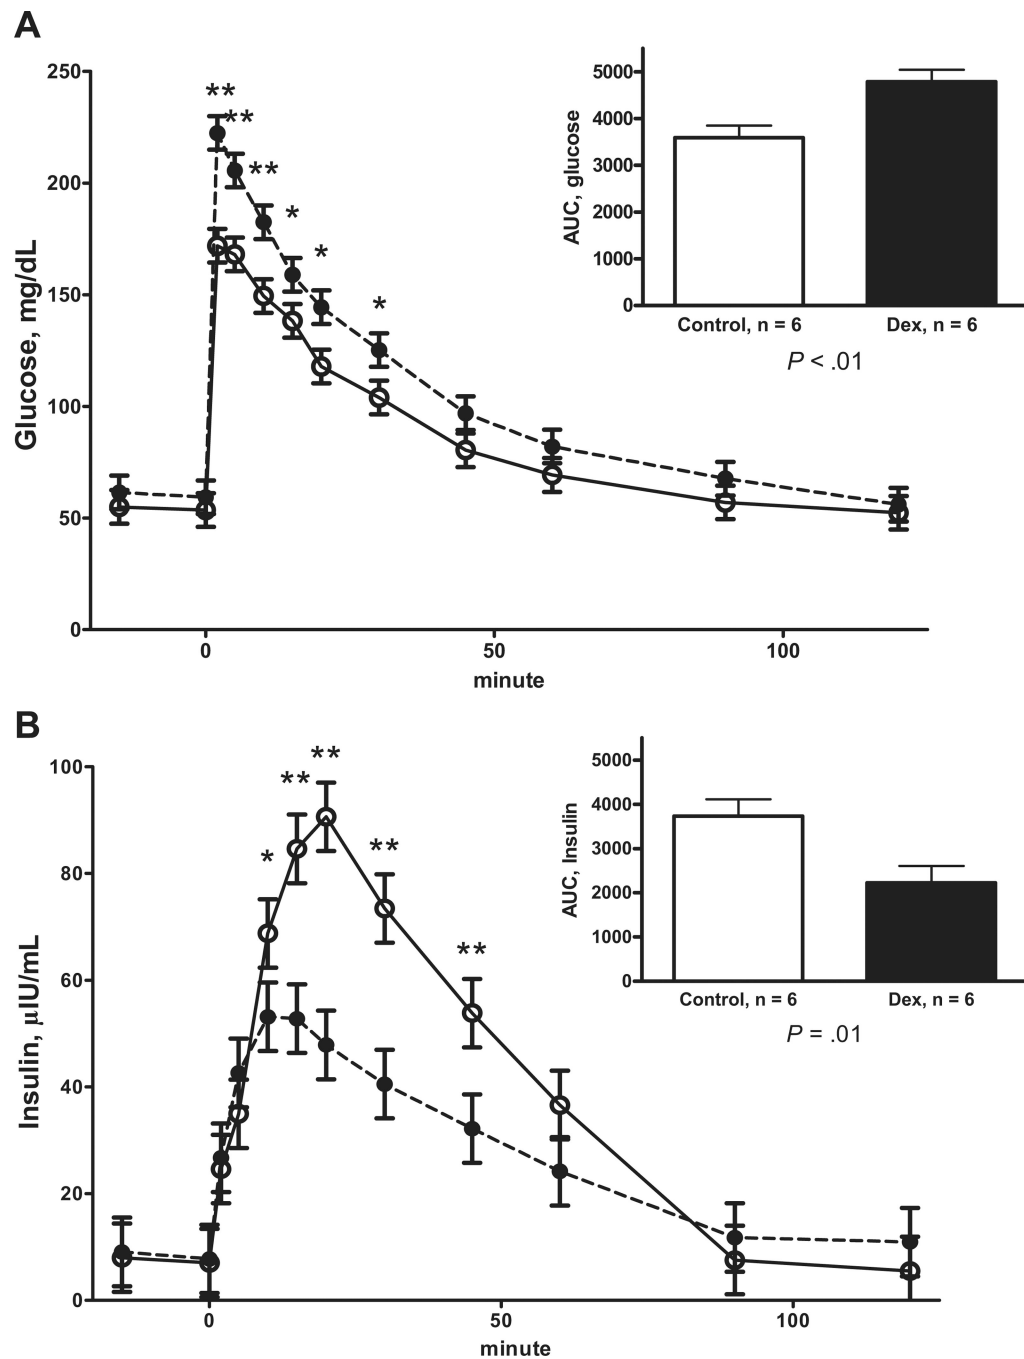 A
250
200
150
100
50
0
Glucose, mg/dL
**
**
**
*
*
*
0
50
100
minute
5000
4000
3000
2000
1000
0
AUC, glucose
Control, n = 6
Dex, n = 6
P < .01
B
100
80
60
40
20
0
Insulin, μIU/mL
*
**
**
**
**
0
50
100
minute
5000
4000
3000
2000
1000
0
AUC, Insulin
Control, n = 6
Dex, n = 6
P = .01